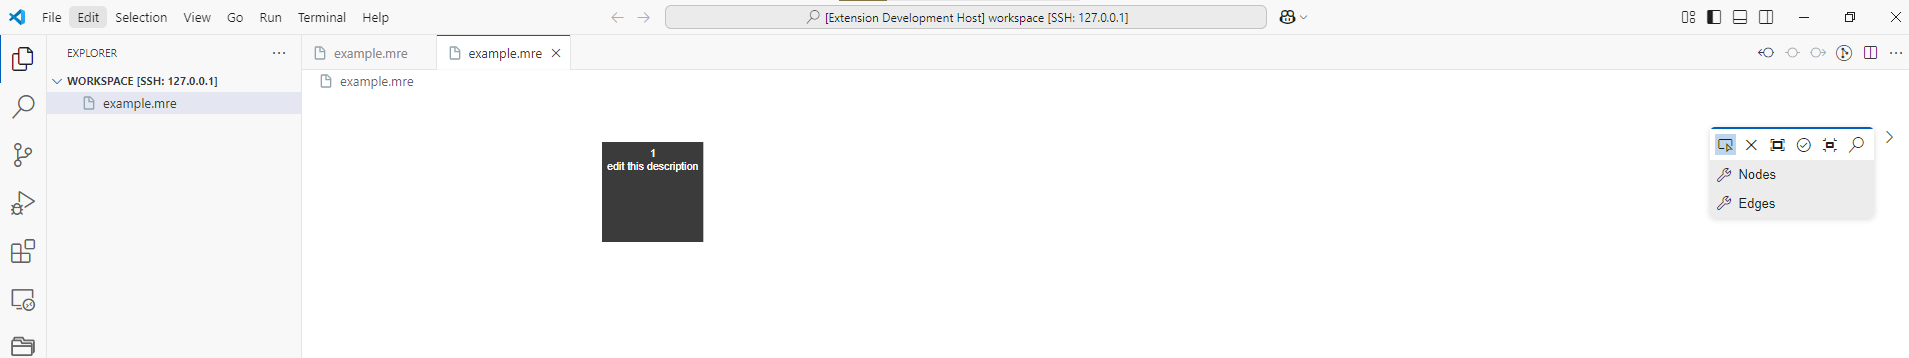 File Edit Selection View Go Run Terminal Help
[Extension Development Host] workspace [SSH: 127.0.0.1]
EXPLORER
example.mre
example.mre
WORKSPACE [SSH: 127.0.0.1]
example.mre
example.mre
1
edit this description
Nodes
Edges